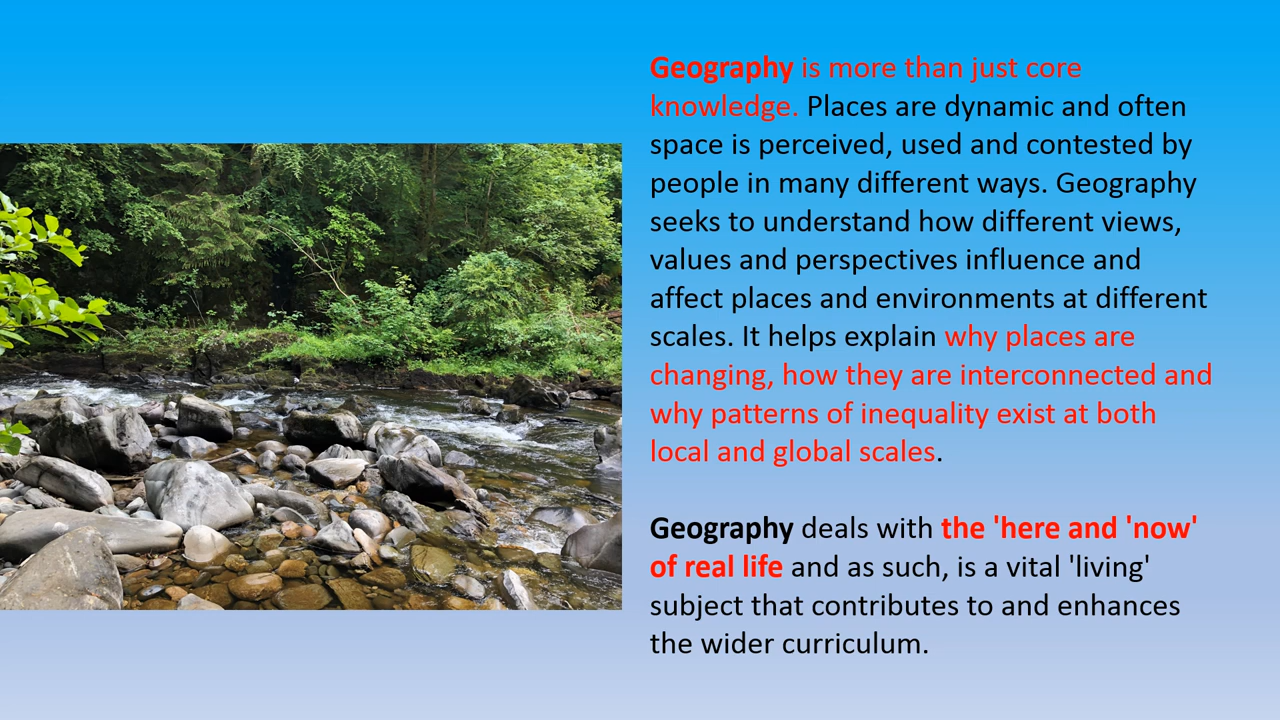 Geography is more than just core
knowledge. Places are dynamic and often
space is perceived, used and contested by
people in many different ways. Geography
seeks to understand how different views,
values and perspectives influence and
affect places and environments at different
scales. It helps explain why places are
changing, how they are interconnected and
why patterns of inequality exist at both
local and global scales.
Geography deals with the 'here and 'now'
of real life and as such, is a vital 'living'
subject that contributes to and enhances
the wider curriculum.